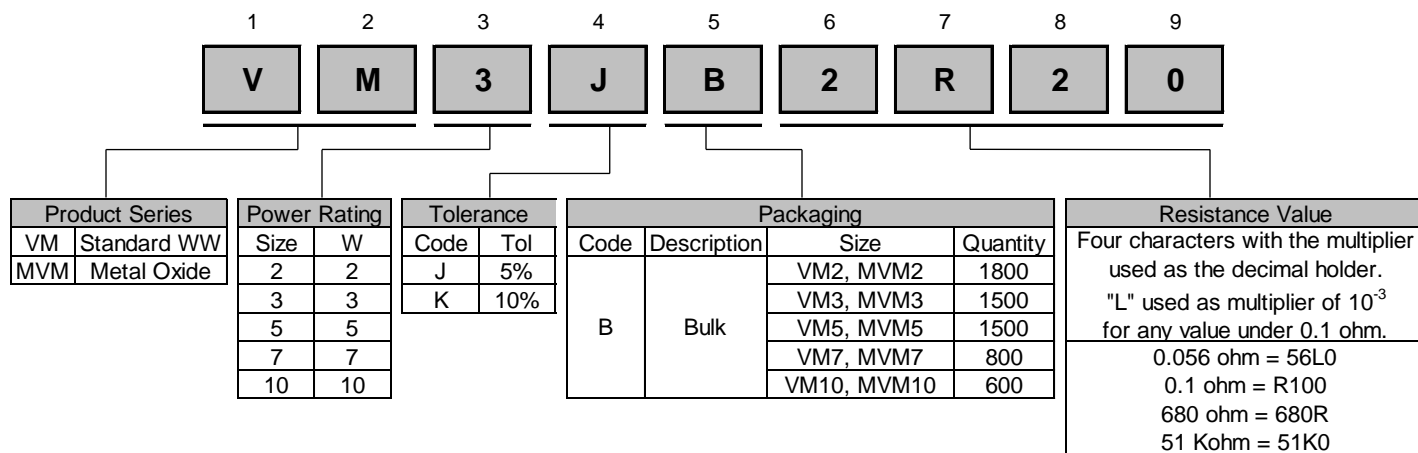 1 2 3 4 5 6 7 8 9
V M 3 J B 2 R 2 0
Product Series
VM Standard WW
MVM Metal Oxide
Power Rating
Size W
2 2
3 3
5 5
7 7
10 10
Tolerance
Code Tol
J 5%
K 10%
Packaging
Code Description Size Quantity
B Bulk
VM2, MVM2 1800
VM3, MVM3 1500
VM5, MVM5 1500
VM7, MVM7 800
VM10, MVM10 600
Resistance Value
Four characters with the multiplier
used as the decimal holder.
"L" used as multiplier of 10⁻³
for any value under 0.1 ohm.
0.056 ohm = 56L0
0.1 ohm = R100
680 ohm = 680R
51 Kohm = 51K0